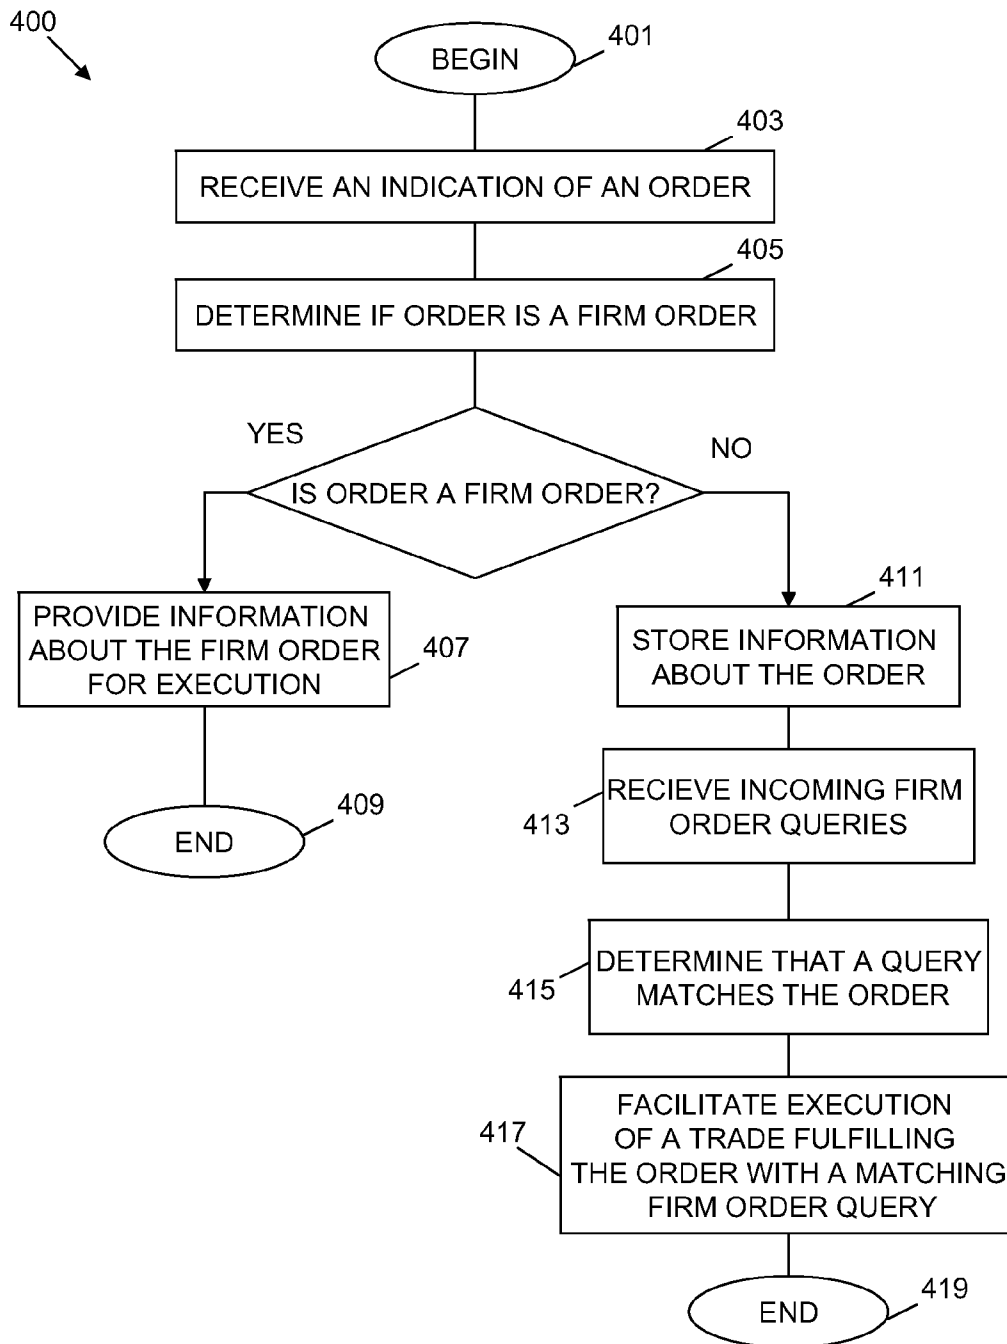 400
BEGIN
401
403
RECEIVE AN INDICATION OF AN ORDER
405
DETERMINE IF ORDER IS A FIRM ORDER
YES
NO
IS ORDER A FIRM ORDER?
PROVIDE INFORMATION
ABOUT THE FIRM ORDER
FOR EXECUTION
407
END
409
411
STORE INFORMATION
ABOUT THE ORDER
RECIEVE INCOMING FIRM
ORDER QUERIES
413
DETERMINE THAT A QUERY
MATCHES THE ORDER
415
FACILITATE EXECUTION
OF A TRADE FULFILLING
THE ORDER WITH A MATCHING
FIRM ORDER QUERY
417
END
419